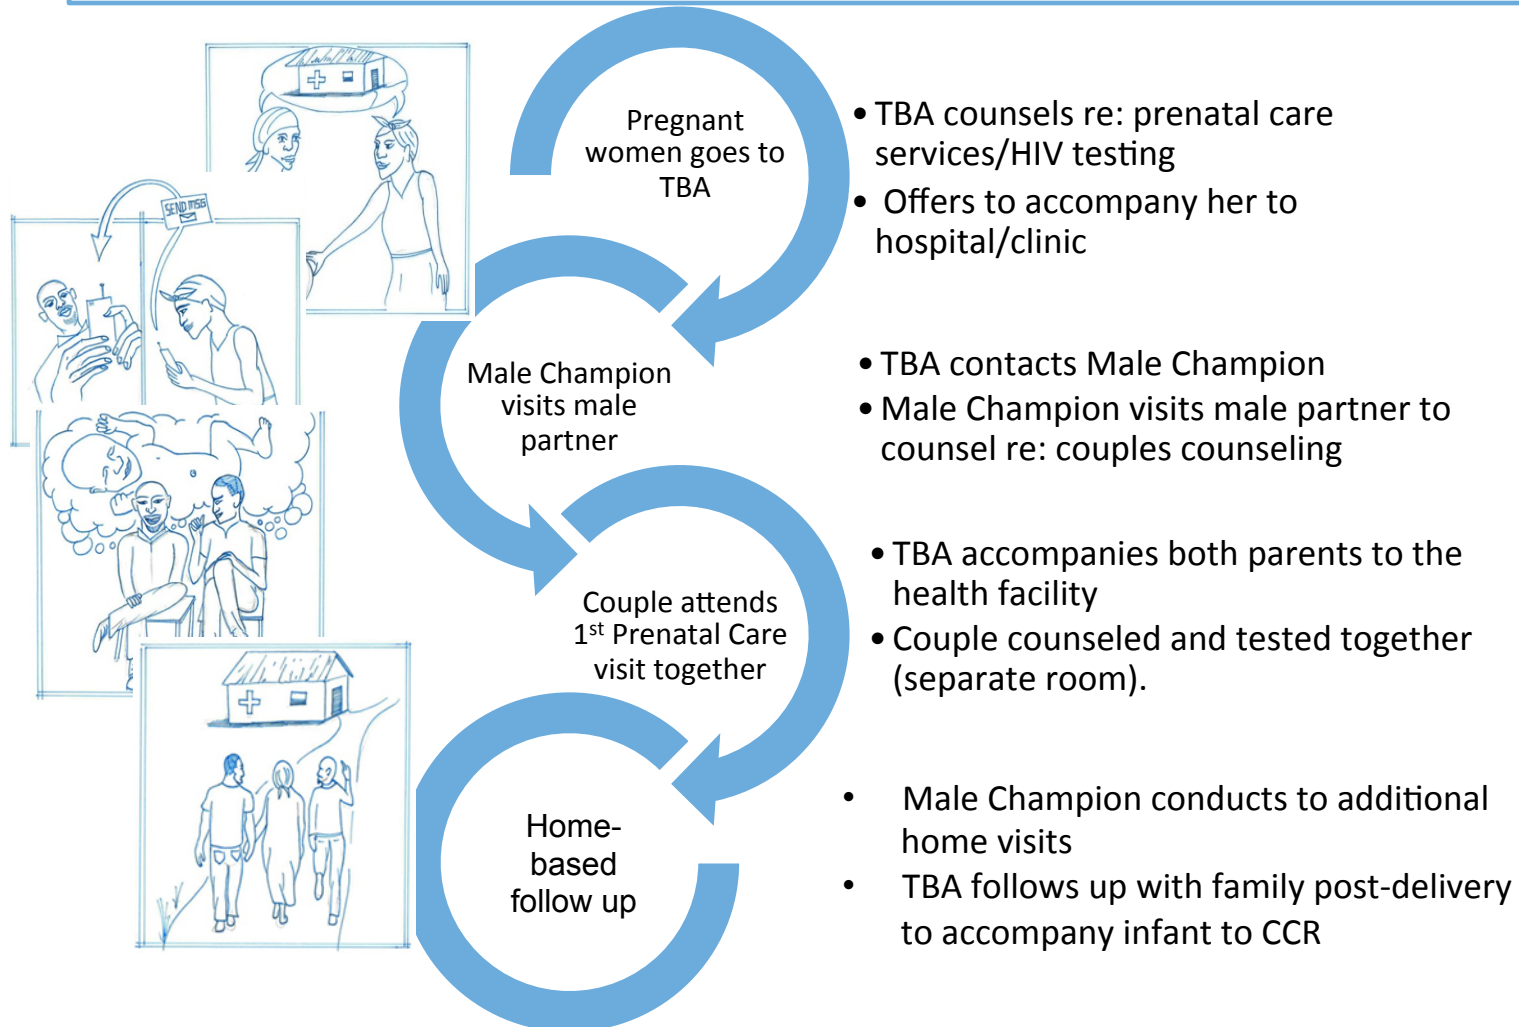 SEND MSG
Pregnant
women goes to
TBA
• TBA counsels re: prenatal care
services/HIV testing
• Offers to accompany her to
hospital/clinic
Male Champion
visits male
partner
• TBA contacts Male Champion
• Male Champion visits male partner to
counsel re: couples counseling
Couple attends
1st Prenatal Care
visit together
• TBA accompanies both parents to the
health facility
• Couple counseled and tested together
(separate room).
Home-
based
follow up
• Male Champion conducts to additional
home visits
• TBA follows up with family post-delivery
to accompany infant to CCR